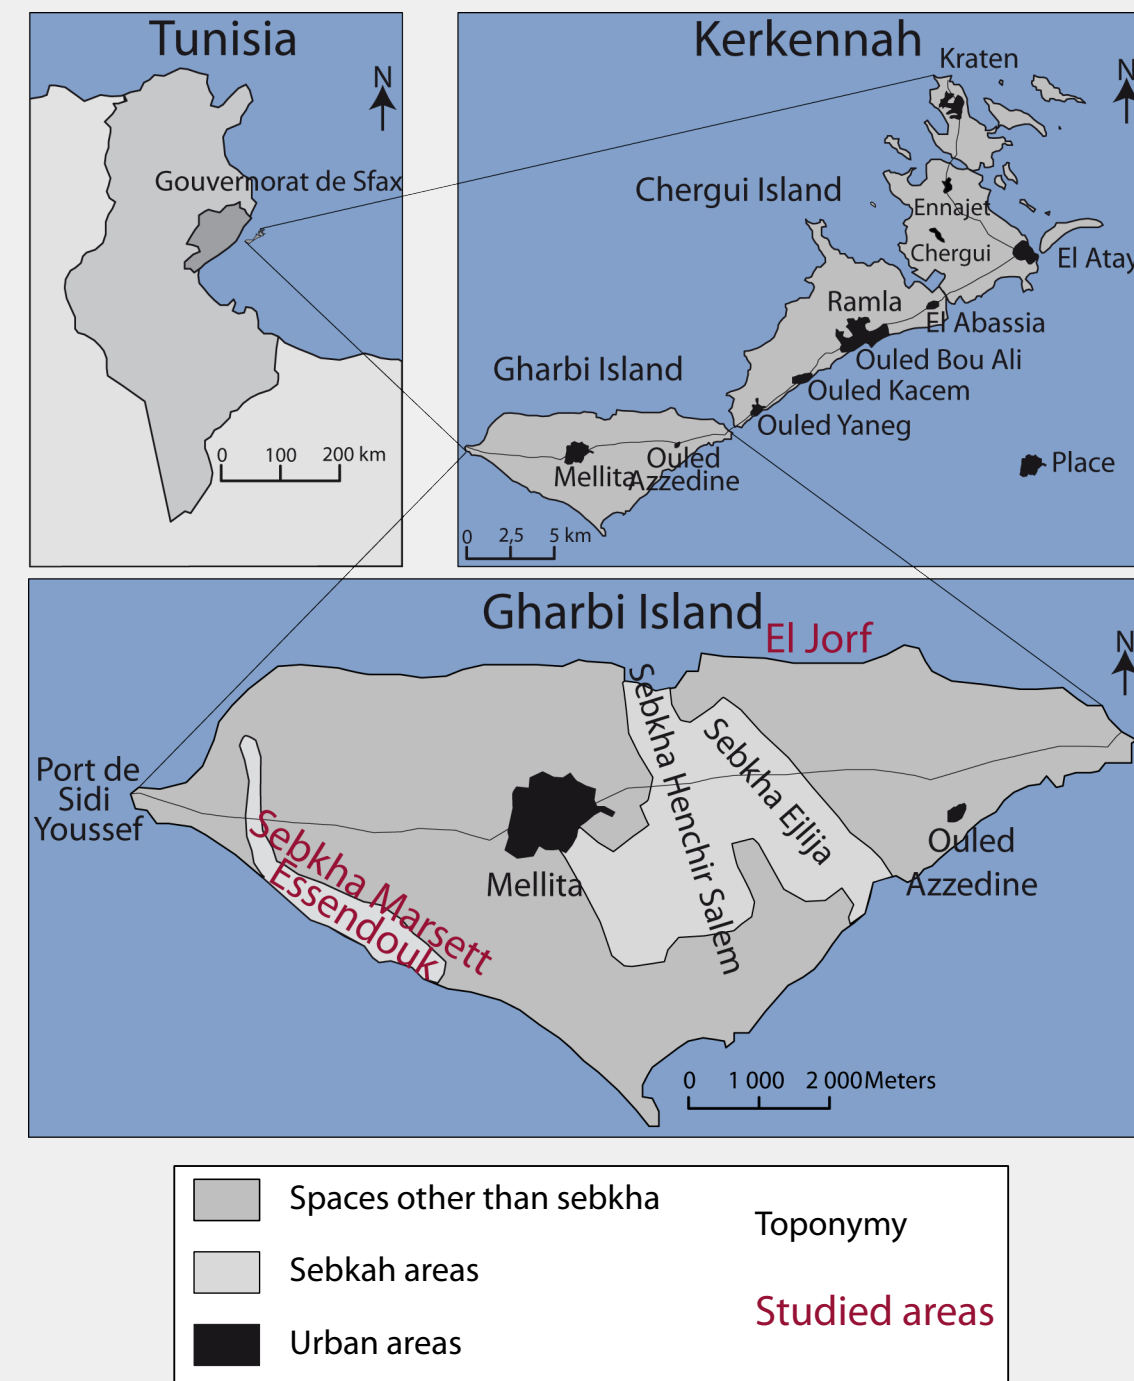 Tunisia
N
Gouvernorat de Sfax
0 100 200 km
Kerkennah
N
Kraten
Chergui Island
Ennajet
Chergui
El Atay
Ramla
El Abassia
Ouled Bou Ali
Gharbi Island
Ouled Kacem
Ouled Yaneg
Mellita
Ouled
Azzedine
Place
0 2,5 5 km
Gharbi Island
El Jorf
N
Sebkha Henchir Salem
Sebkha Ejlija
Port de
Sidi
Youssef
Sebkha Marsett
Essendouk
Mellita
Ouled
Azzedine
0 1 000 2 000Meters
Spaces other than sebkha
Toponymy
Sebkah areas
Studied areas
Urban areas